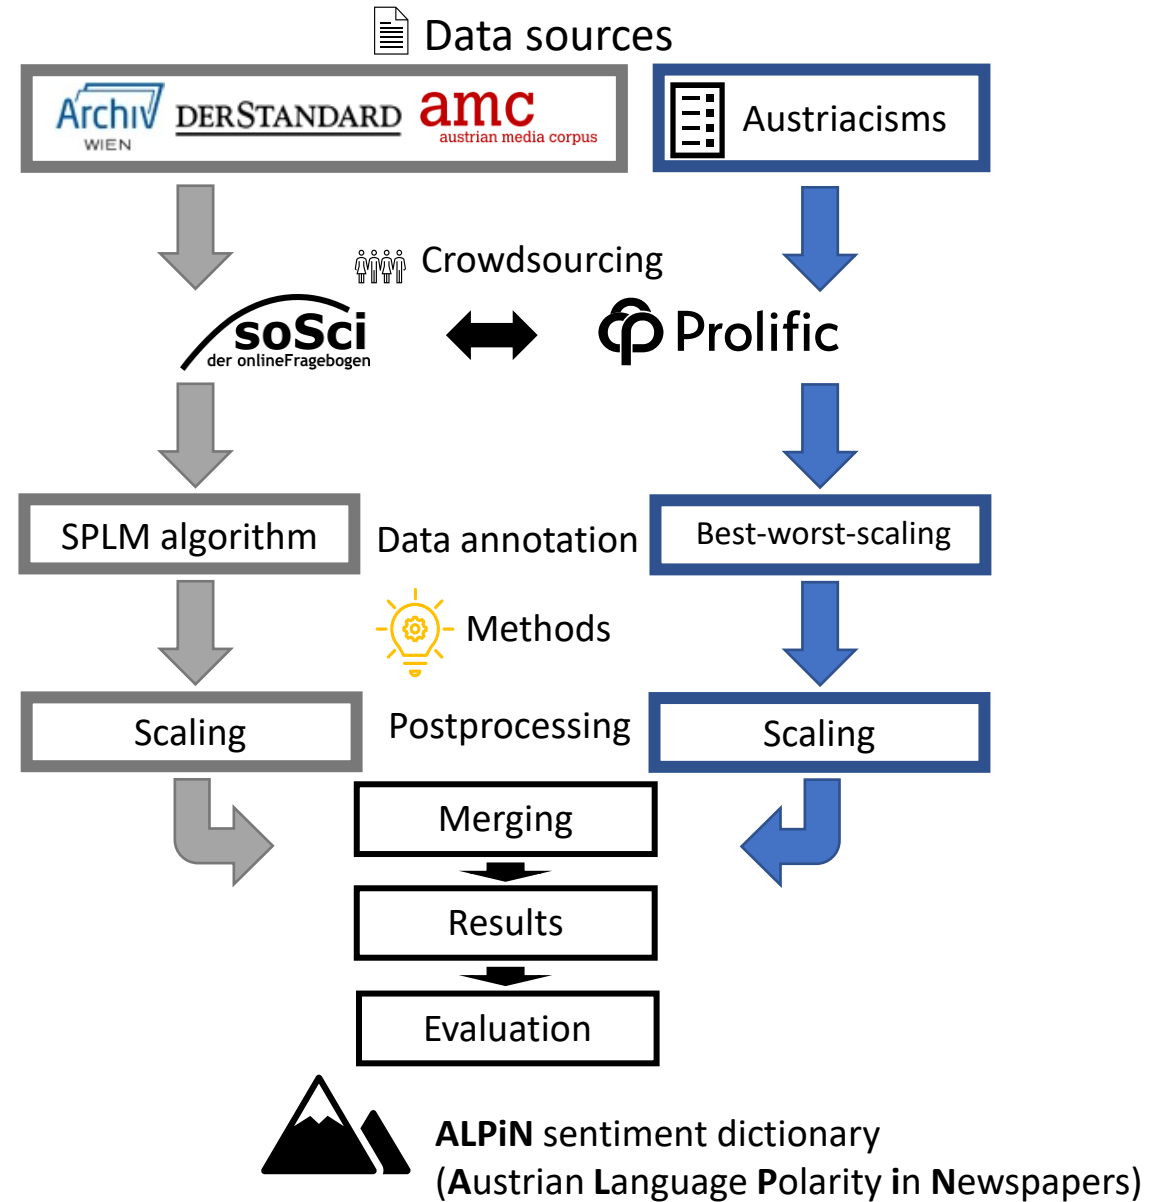 Data sources
Archiv
WIEN
DERSTANDARD
amc
austrian media corpus
Austriacisms
Crowdsourcing
soSci
der onlineFragebogen
Prolific
SPLM algorithm
Data annotation
Best-worst-scaling
Methods
Scaling
Postprocessing
Scaling
Merging
Results
Evaluation
ALPiN sentiment dictionary
(Austrian Language Polarity in Newspapers)